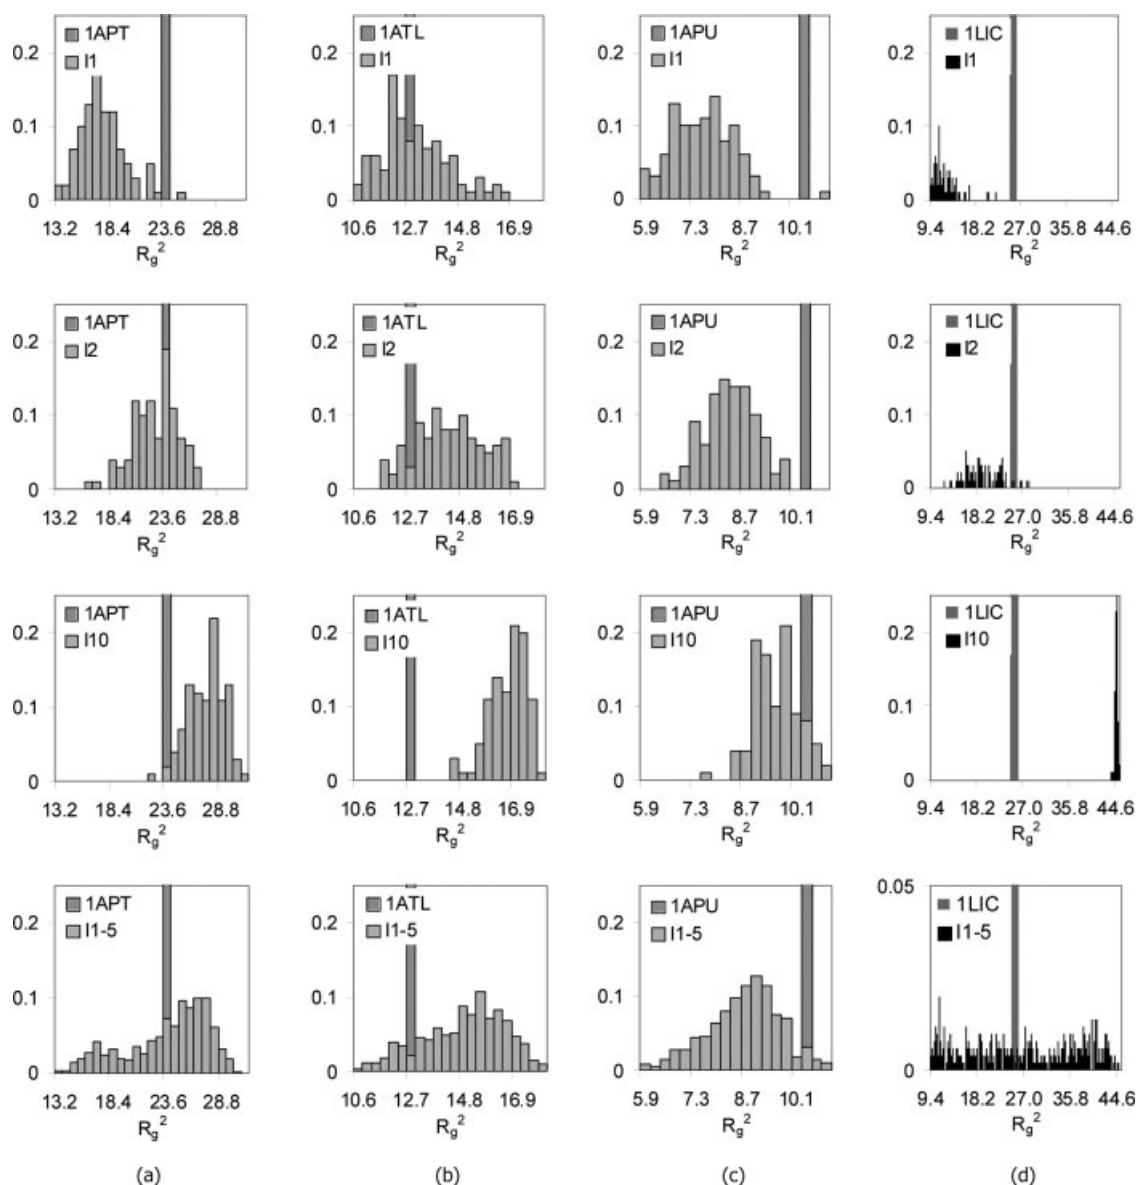 1APT
I1
0.2
0.1
0
13.2 18.4 23.6 28.8
Rg²
1ATL
I1
0.2
0.1
0
10.6 12.7 14.8 16.9
Rg²
1APU
I1
0.2
0.1
0
5.9 7.3 8.7 10.1
Rg²
1LIC
I1
0.2
0.1
0
9.4 18.2 27.0 35.8 44.6
Rg²
1APT
I2
0.2
0.1
0
13.2 18.4 23.6 28.8
Rg²
1ATL
I2
0.2
0.1
0
10.6 12.7 14.8 16.9
Rg²
1APU
I2
0.2
0.1
0
5.9 7.3 8.7 10.1
Rg²
1LIC
I2
0.2
0.1
0
9.4 18.2 27.0 35.8 44.6
Rg²
1APT
I10
0.2
0.1
0
13.2 18.4 23.6 28.8
Rg²
1ATL
I10
0.2
0.1
0
10.6 12.7 14.8 16.9
Rg²
1APU
I10
0.2
0.1
0
5.9 7.3 8.7 10.1
Rg²
1LIC
I10
0.2
0.1
0
9.4 18.2 27.0 35.8 44.6
Rg²
1APT
I1-5
0.2
0.1
0
13.2 18.4 23.6 28.8
Rg²
1ATL
I1-5
0.2
0.1
0
10.6 12.7 14.8 16.9
Rg²
1APU
I1-5
0.2
0.1
0
5.9 7.3 8.7 10.1
Rg²
0.05
1LIC
I1-5
0
9.4 18.2 27.0 35.8 44.6
Rg²
(a) (b) (c) (d)